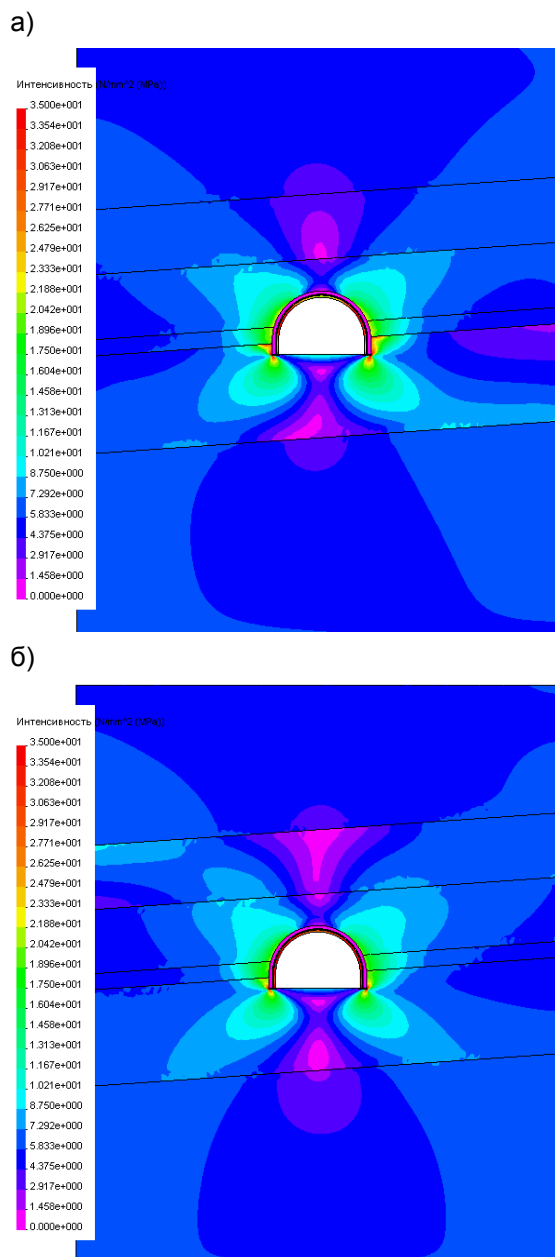 а)
Интенсивность (N/mm^2 (MPa))
3.500e+001
3.354e+001
3.208e+001
3.063e+001
2.917e+001
2.771e+001
2.625e+001
2.479e+001
2.333e+001
2.188e+001
2.042e+001
1.896e+001
1.750e+001
1.604e+001
1.458e+001
1.313e+001
1.167e+001
1.021e+001
8.750e+000
7.292e+000
5.833e+000
4.375e+000
2.917e+000
1.458e+000
0.000e+000
б)
Интенсивность (N/mm^2 (MPa))
3.500e+001
3.354e+001
3.208e+001
3.063e+001
2.917e+001
2.771e+001
2.625e+001
2.479e+001
2.333e+001
2.188e+001
2.042e+001
1.896e+001
1.750e+001
1.604e+001
1.458e+001
1.313e+001
1.167e+001
1.021e+001
8.750e+000
7.292e+000
5.833e+000
4.375e+000
2.917e+000
1.458e+000
0.000e+000